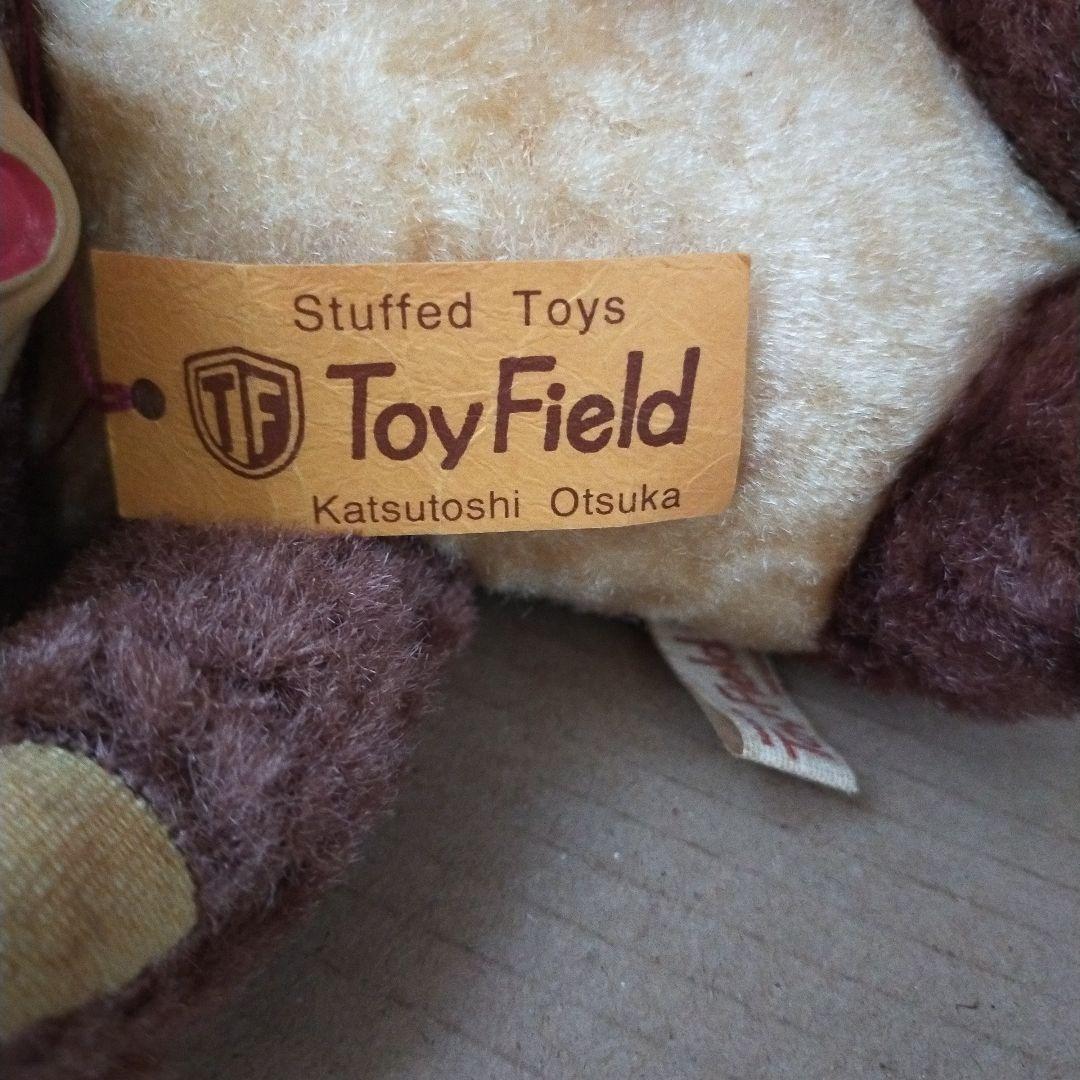 Stuffed Toys
TF ToyField
Katsutoshi Otsuka